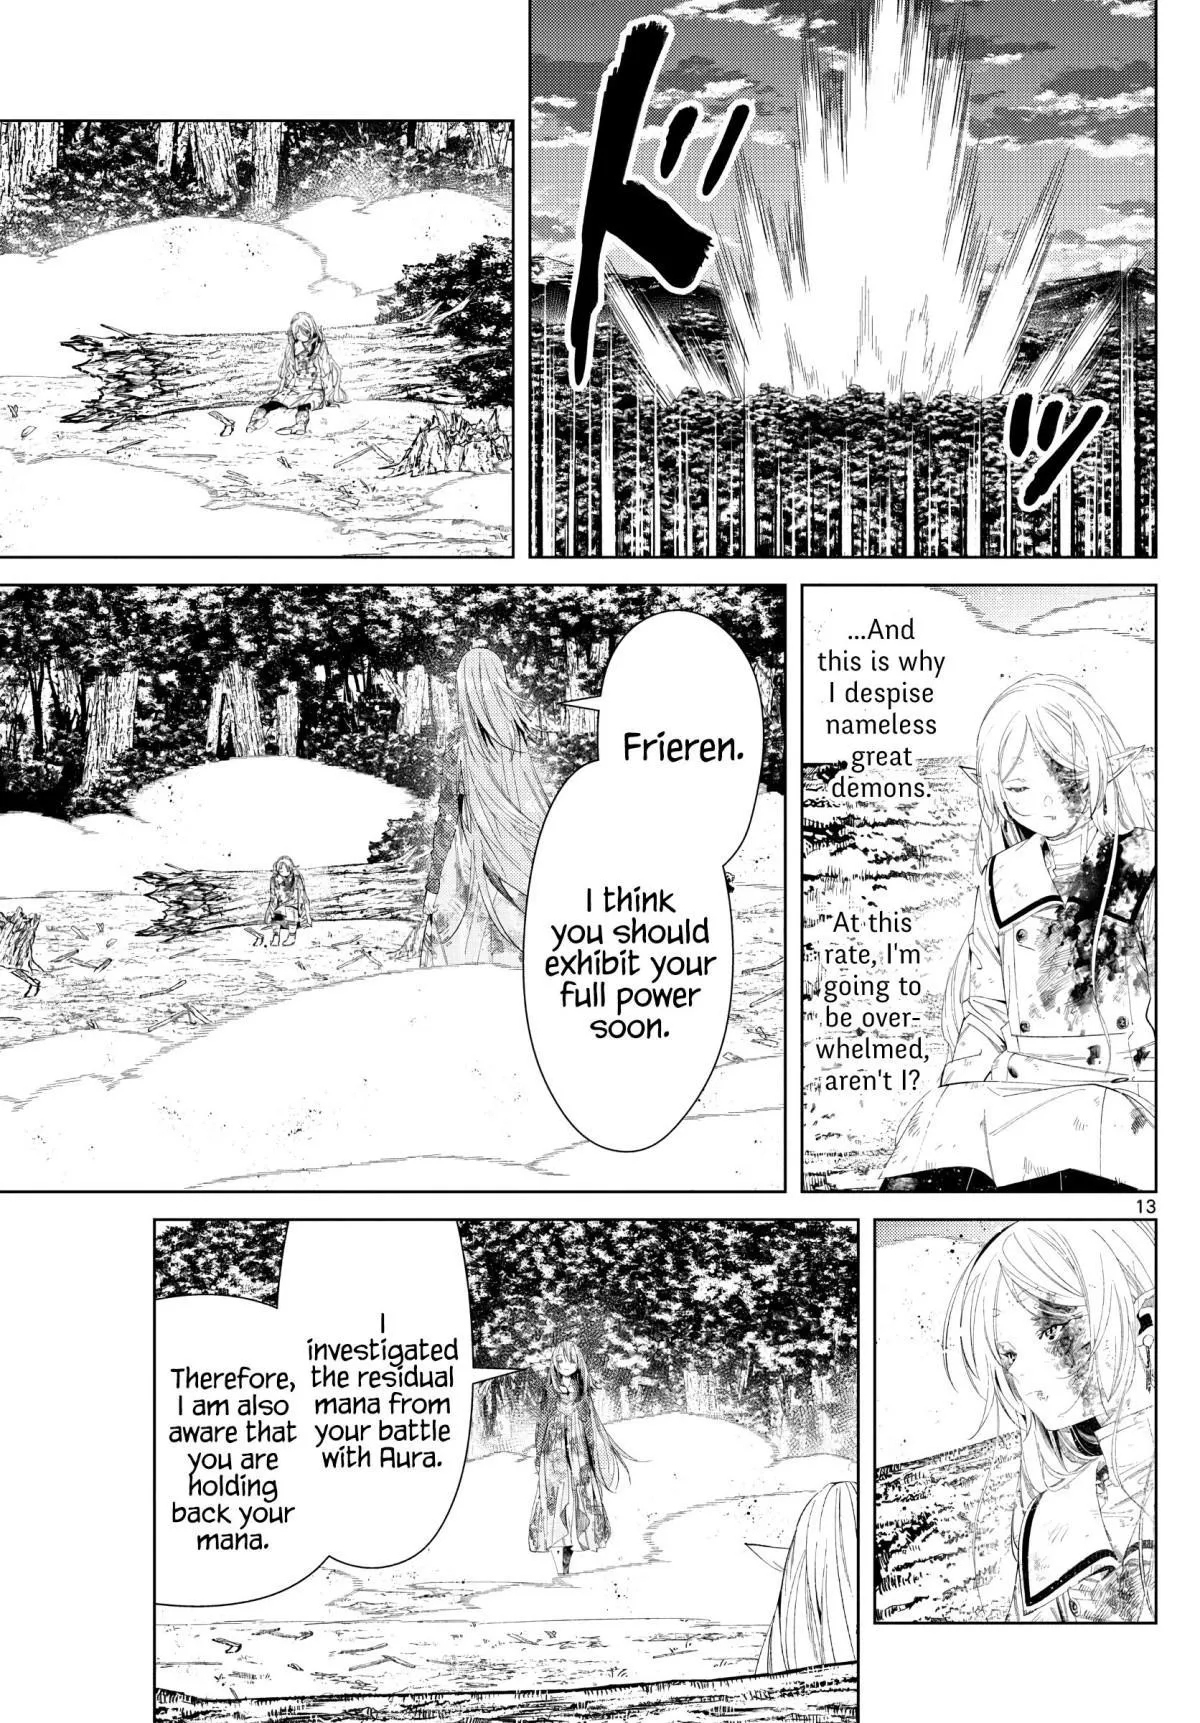 ドドッ
...And
this is why
I despise
nameless
great
demons.
At this
rate, I'm
going to
be over-
whelmed,
aren't I?
Frieren.
I think
you should
exhibit your
full power
soon.
13
I
investigated
the residual
mana from
your battle
with Aura.
Therefore,
I am also
aware that
you are
holding
back your
mana.